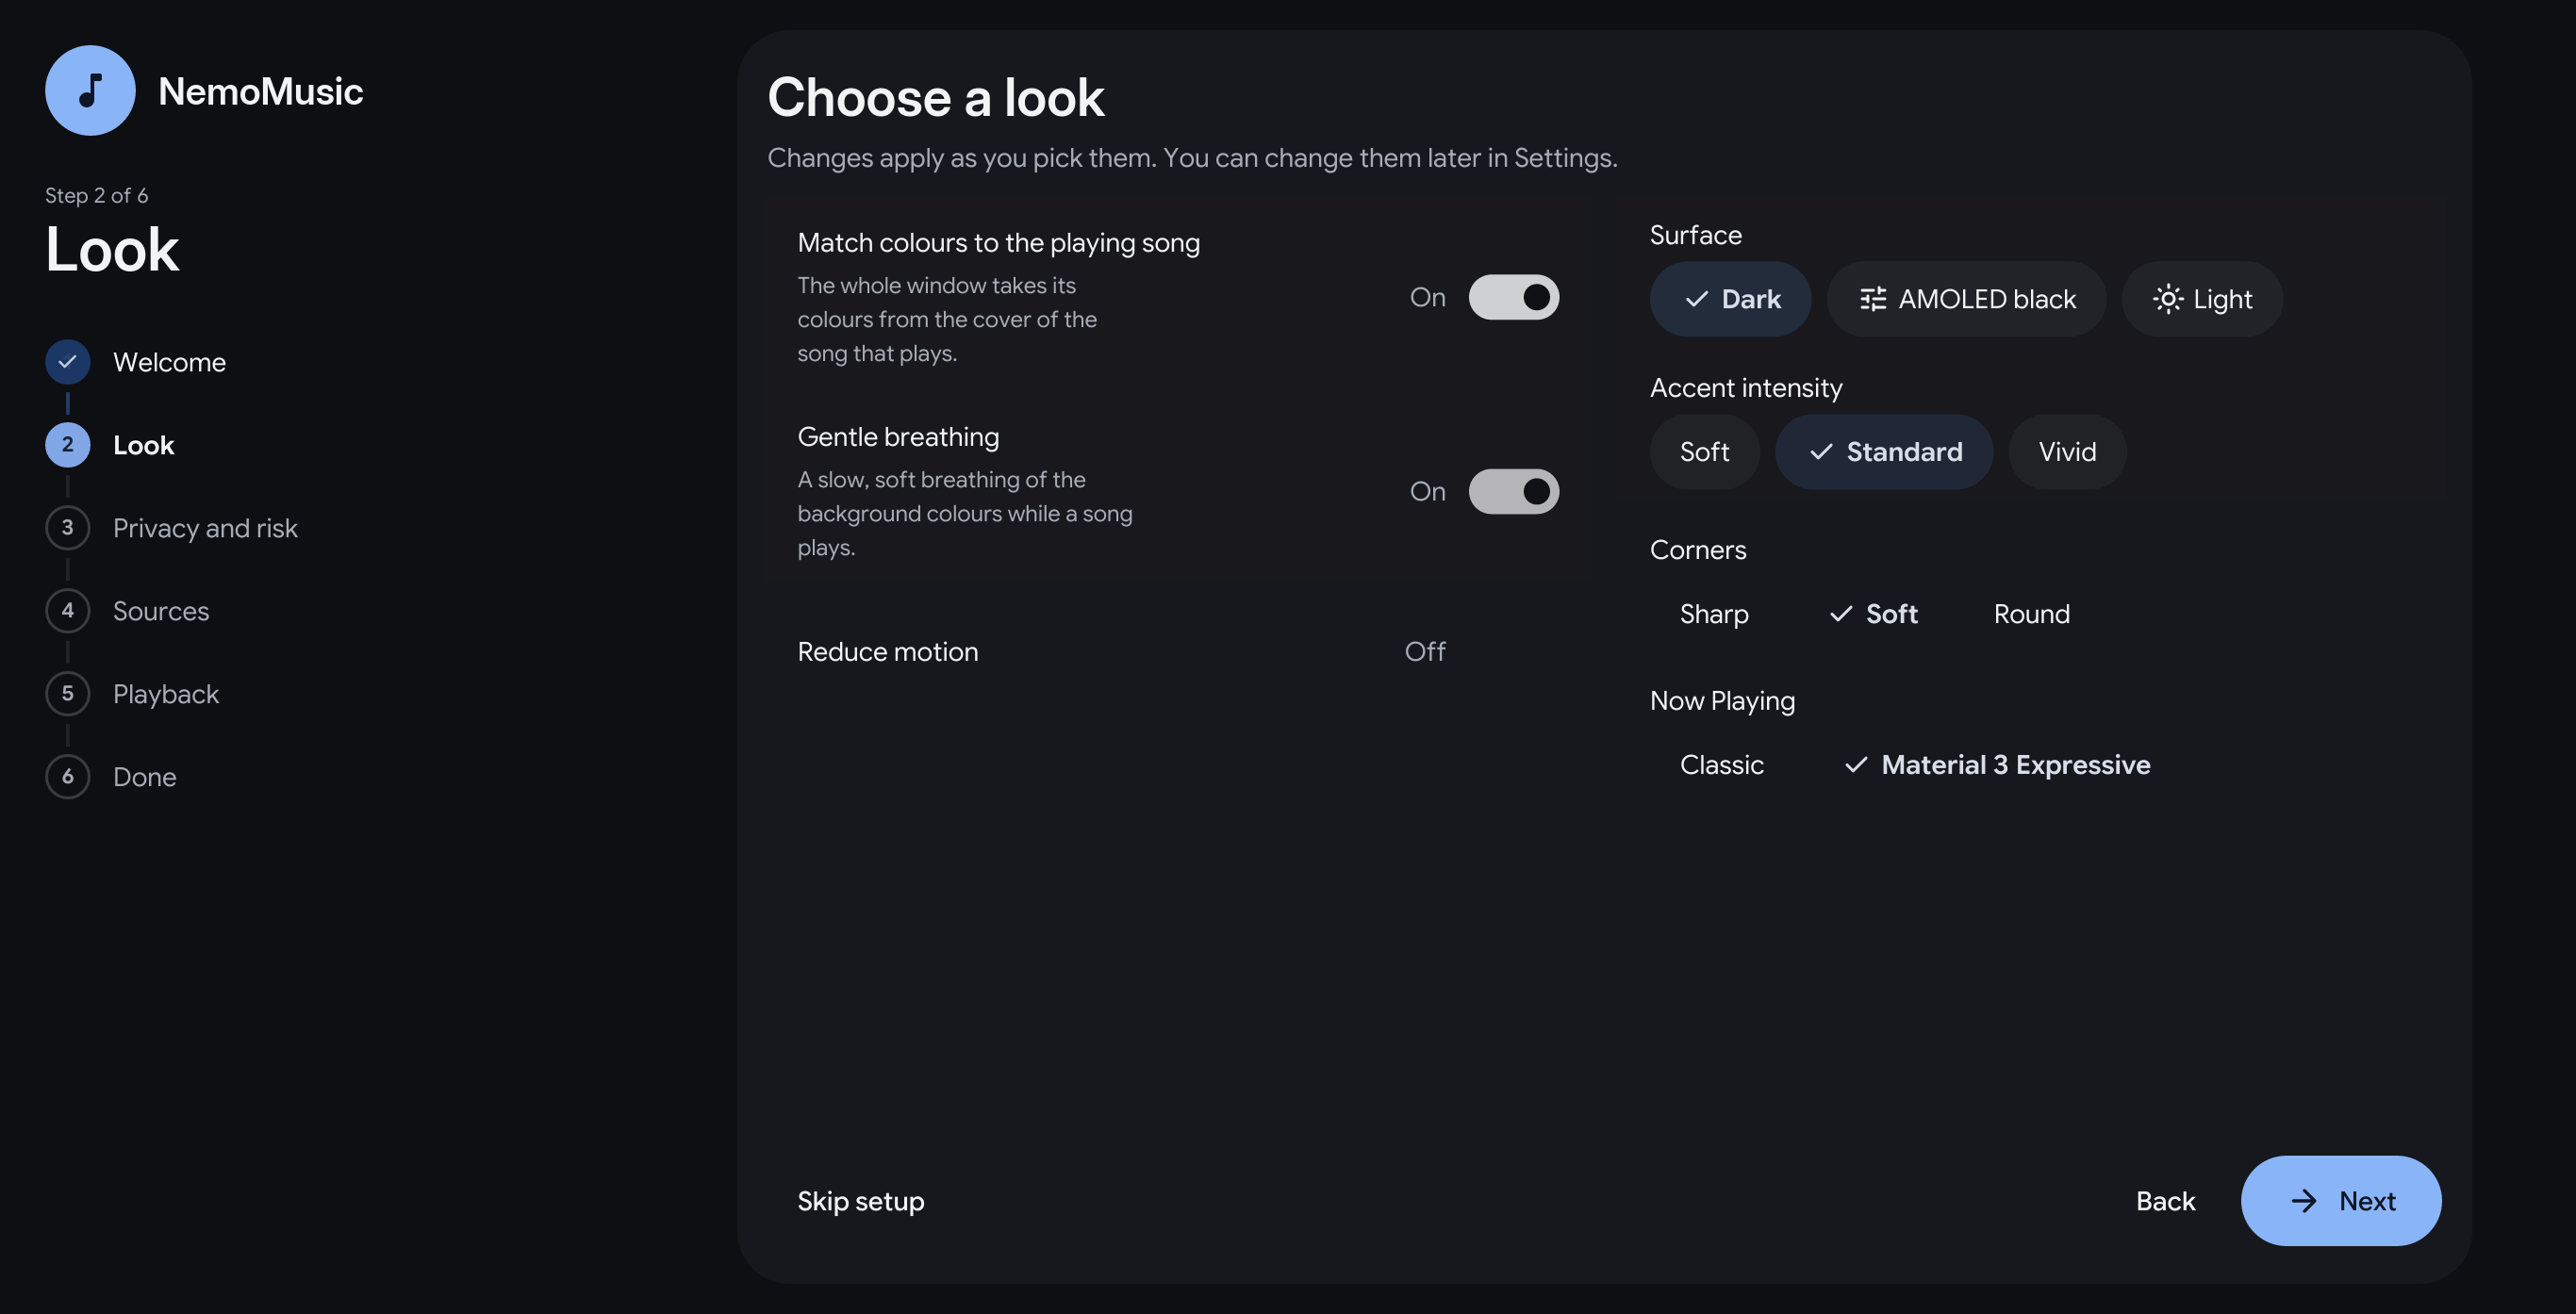 NemoMusic
Step 2 of 6
Look
Welcome
2 Look
3 Privacy and risk
4 Sources
5 Playback
6 Done
Choose a look
Changes apply as you pick them. You can change them later in Settings.
Match colours to the playing song
The whole window takes its
colours from the cover of the
song that plays.
On
Gentle breathing
A slow, soft breathing of the
background colours while a song
plays.
On
Reduce motion
Off
Surface
Dark AMOLED black Light
Accent intensity
Soft Standard Vivid
Corners
Sharp Soft Round
Now Playing
Classic Material 3 Expressive
Skip setup
Back
Next